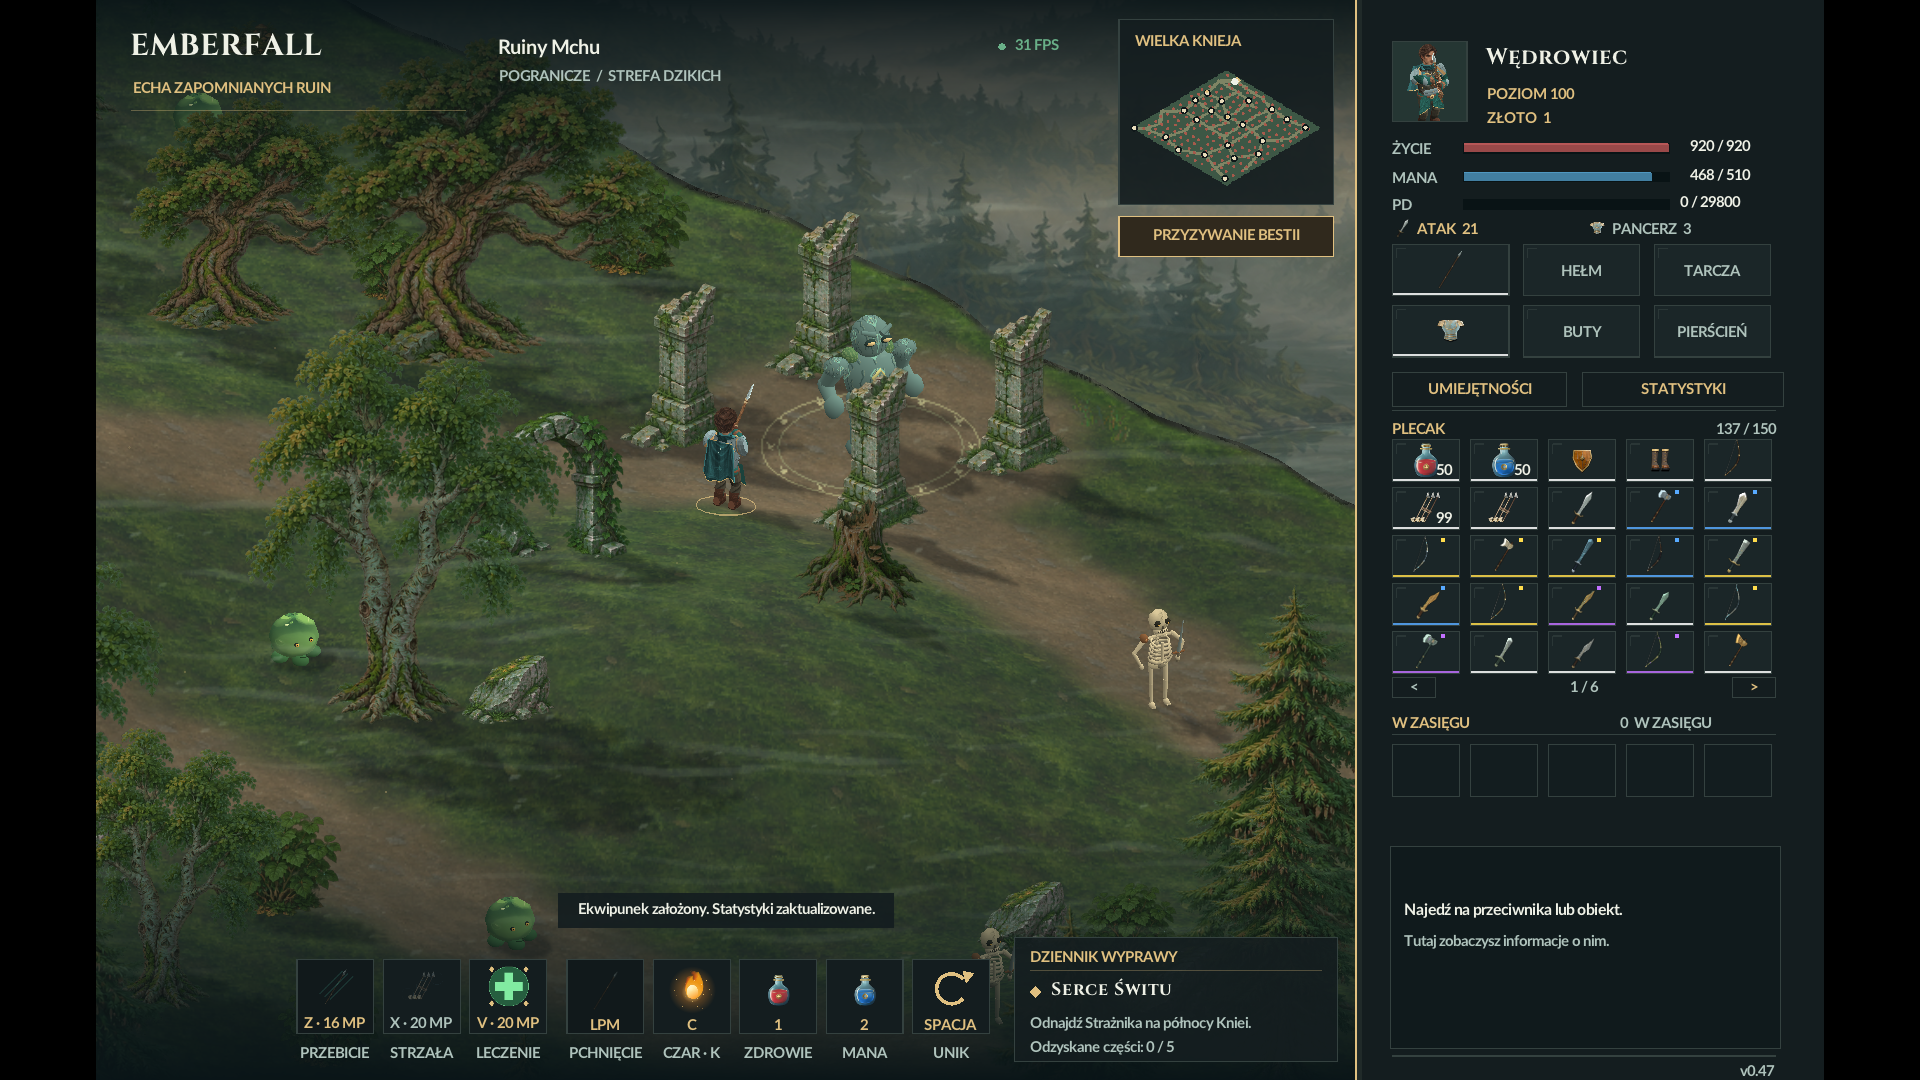 EMBERFALL
ECHA ZAPOMNIANYCH RUIN
Ruiny Mchu
POGRANICZE / STREFA DZIKICH
31 FPS
WIELKA KNIEJA
PRZYZYWANIE BESTII
Wędrowiec
POZIOM 100
ZŁOTO 1
ŻYCIE 920 / 920
MANA 468 / 510
PD 0 / 29800
ATAK 21 PANCERZ 3
HEŁM TARCZA
BUTY PIERŚCIEŃ
UMIEJĘTNOŚCI STATYSTYKI
PLECAK 137 / 150
50 50
99
< 1 / 6 >
W ZASIĘGU 0 W ZASIĘGU
Najedź na przeciwnika lub obiekt.
Tutaj zobaczysz informacje o nim.
v0.47
Ekwipunek założony. Statystyki zaktualizowane.
Z · 16 MP X · 20 MP V · 20 MP LPM C 1 2 SPACJA
PRZEBICIE STRZAŁA LECZENIE PCHNIĘCIE CZAR · K ZDROWIE MANA UNIK
DZIENNIK WYPRAWY
Serce Świtu
Odnajdź Strażnika na północy Kniei.
Odzyskane części: 0 / 5